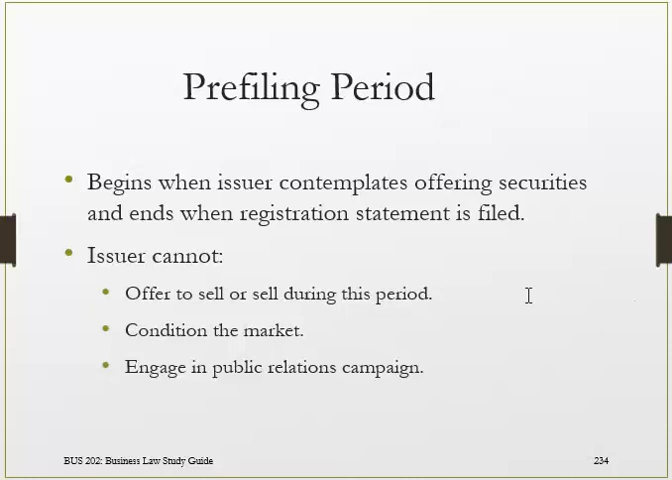 Prefiling Period
• Begins when issuer contemplates offering securities
and ends when registration statement is filed.
• Issuer cannot:
• Offer to sell or sell during this period.
• Condition the market.
• Engage in public relations campaign.
BUS 202: Business Law Study Guide
234